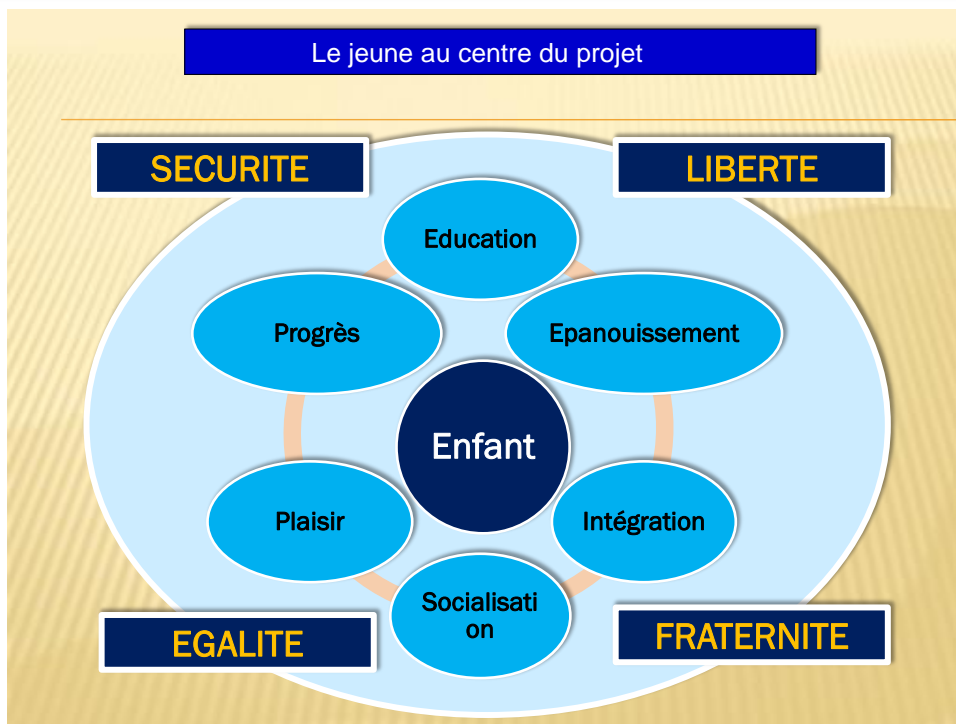 Le jeune au centre du projet
SECURITE
LIBERTE
Education
Progrès
Epanouissement
Enfant
Plaisir
Intégration
Socialisati
on
EGALITE
FRATERNITE